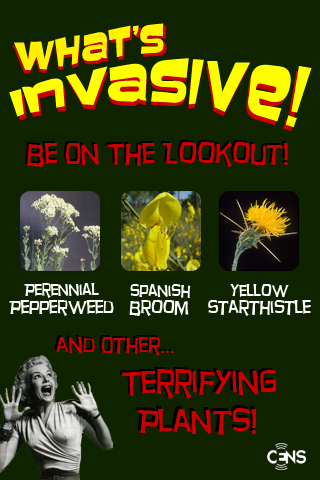 WHAT'S
INVASIVE!
BE ON THE LOOKOUT!
PERENNIAL
PEPPERWEED
SPANISH
BROOM
YELLOW
STARTHISTLE
AND OTHER...
TERRIFYING
PLANTS!
CENS